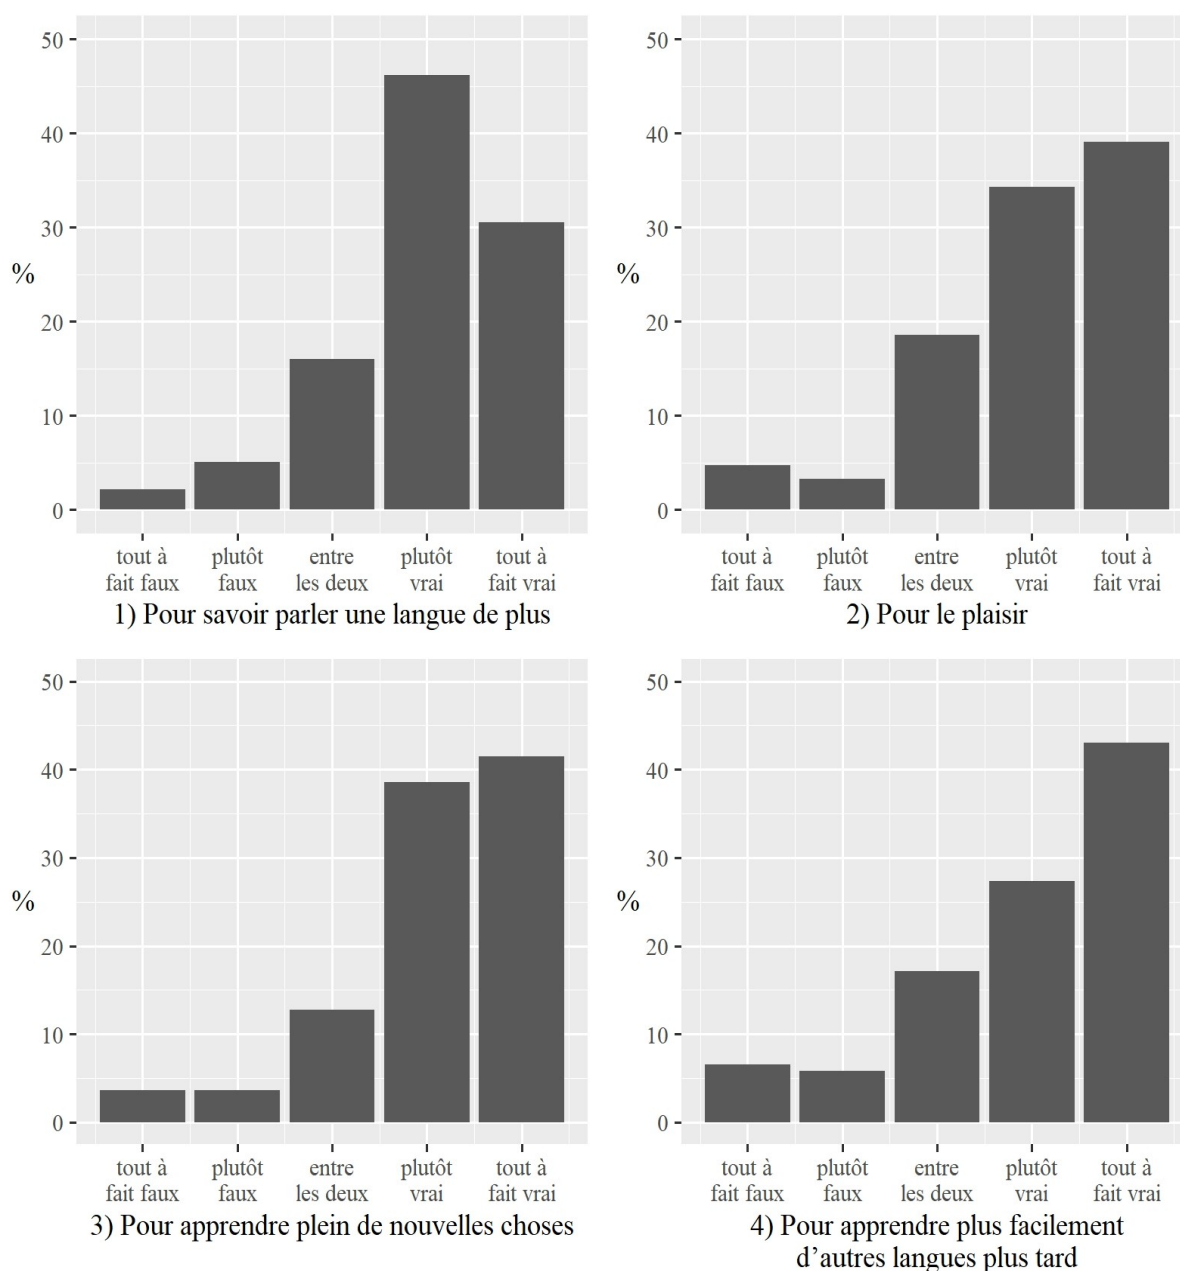 50
40
30
%
20
10
0
tout à fait faux
plutôt faux
entre les deux
plutôt vrai
tout à fait vrai
1) Pour savoir parler une langue de plus
50
40
30
%
20
10
0
tout à fait faux
plutôt faux
entre les deux
plutôt vrai
tout à fait vrai
2) Pour le plaisir
50
40
30
%
20
10
0
tout à fait faux
plutôt faux
entre les deux
plutôt vrai
tout à fait vrai
3) Pour apprendre plein de nouvelles choses
50
40
30
%
20
10
0
tout à fait faux
plutôt faux
entre les deux
plutôt vrai
tout à fait vrai
4) Pour apprendre plus facilement
d’autres langues plus tard